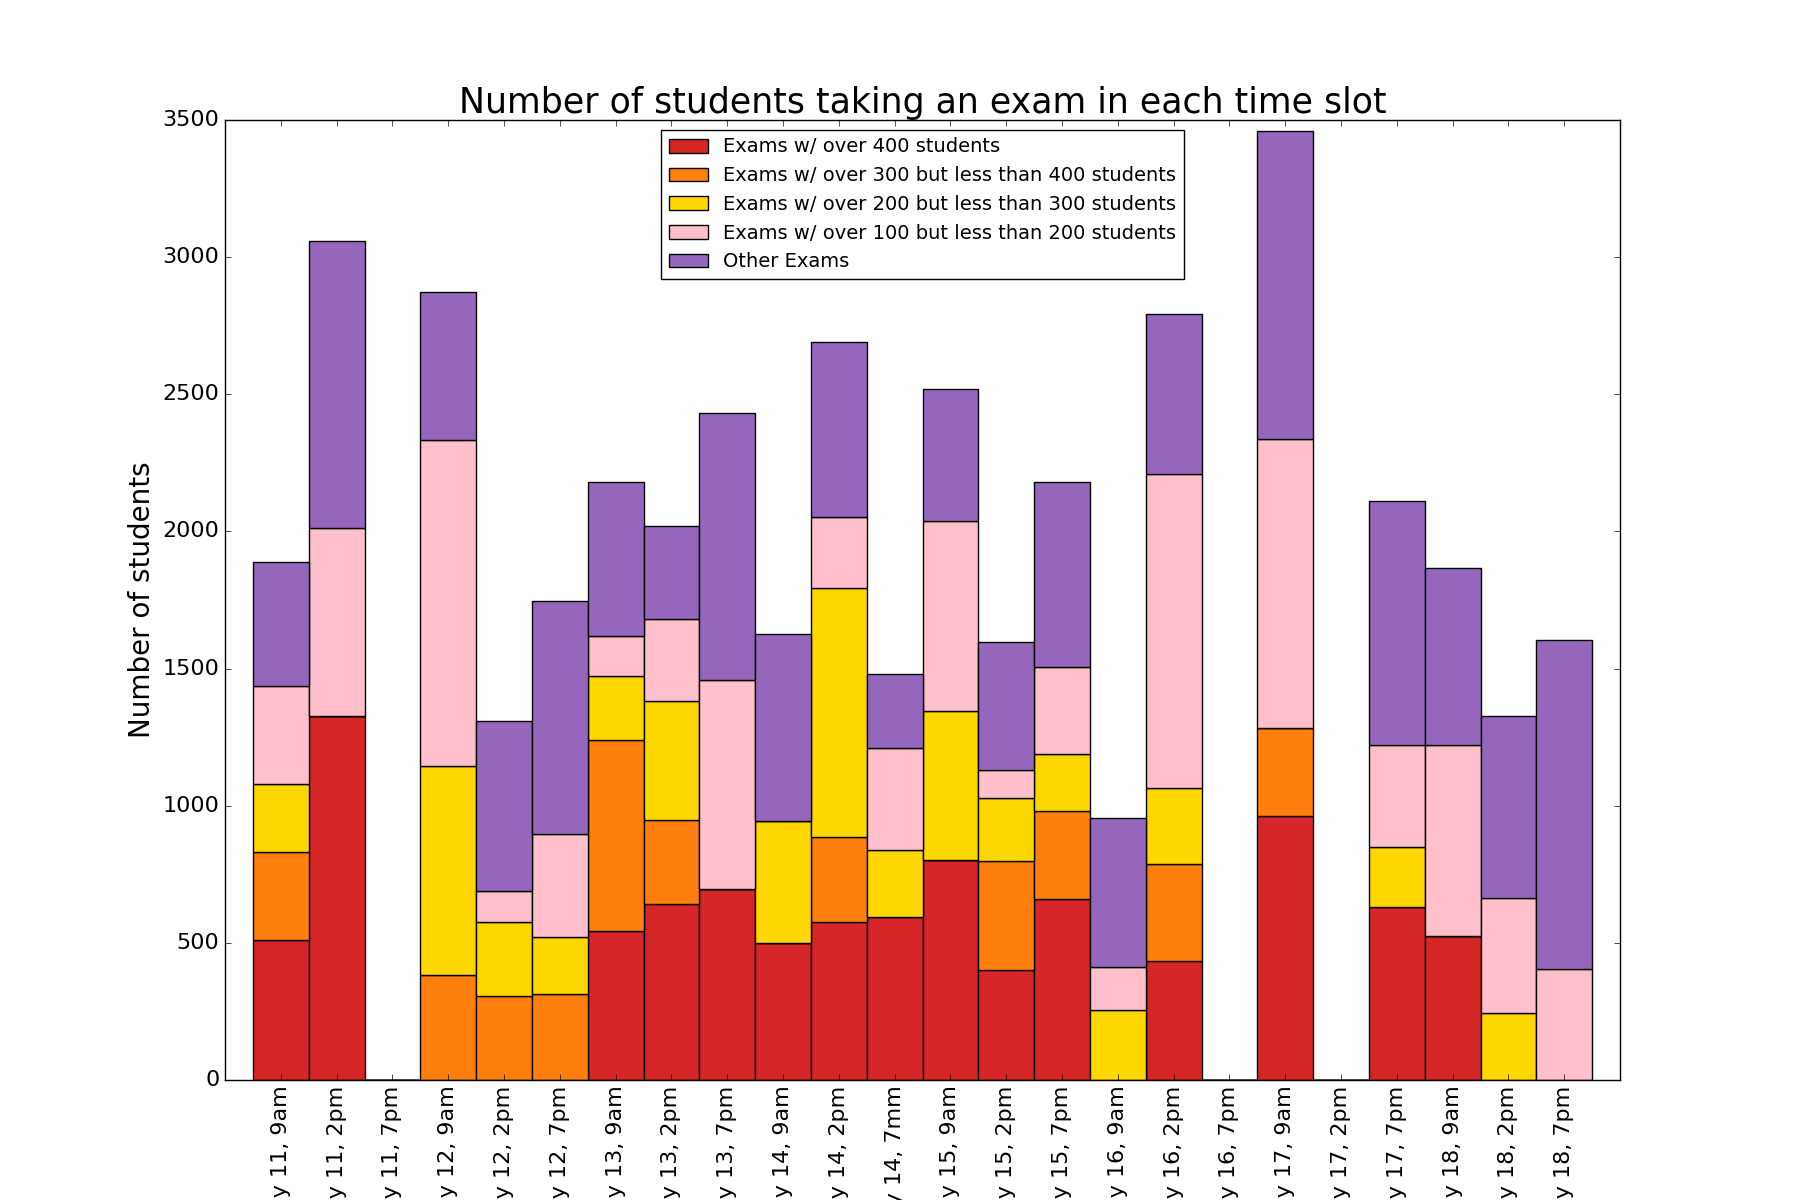 Number of students taking an exam in each time slot
Exams w/ over 400 students
Exams w/ over 300 but less than 400 students
Exams w/ over 200 but less than 300 students
Exams w/ over 100 but less than 200 students
Other Exams
Number of students
3500
3000
2500
2000
1500
1000
500
0
y 11, 9am
y 11, 2pm
y 11, 7pm
y 12, 9am
y 12, 2pm
y 12, 7pm
y 13, 9am
y 13, 2pm
y 13, 7pm
y 14, 9am
y 14, 2pm
y 14, 7mm
y 15, 9am
y 15, 2pm
y 15, 7pm
y 16, 9am
y 16, 2pm
y 16, 7pm
y 17, 9am
y 17, 2pm
y 17, 7pm
y 18, 9am
y 18, 2pm
y 18, 7pm